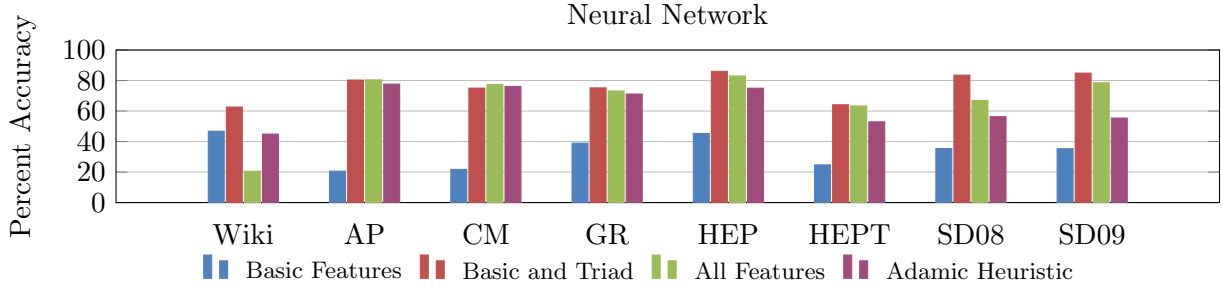 Neural Network
Percent Accuracy
100
80
60
40
20
0
Wiki AP CM GR HEP HEPT SD08 SD09
Basic Features Basic and Triad All Features Adamic Heuristic